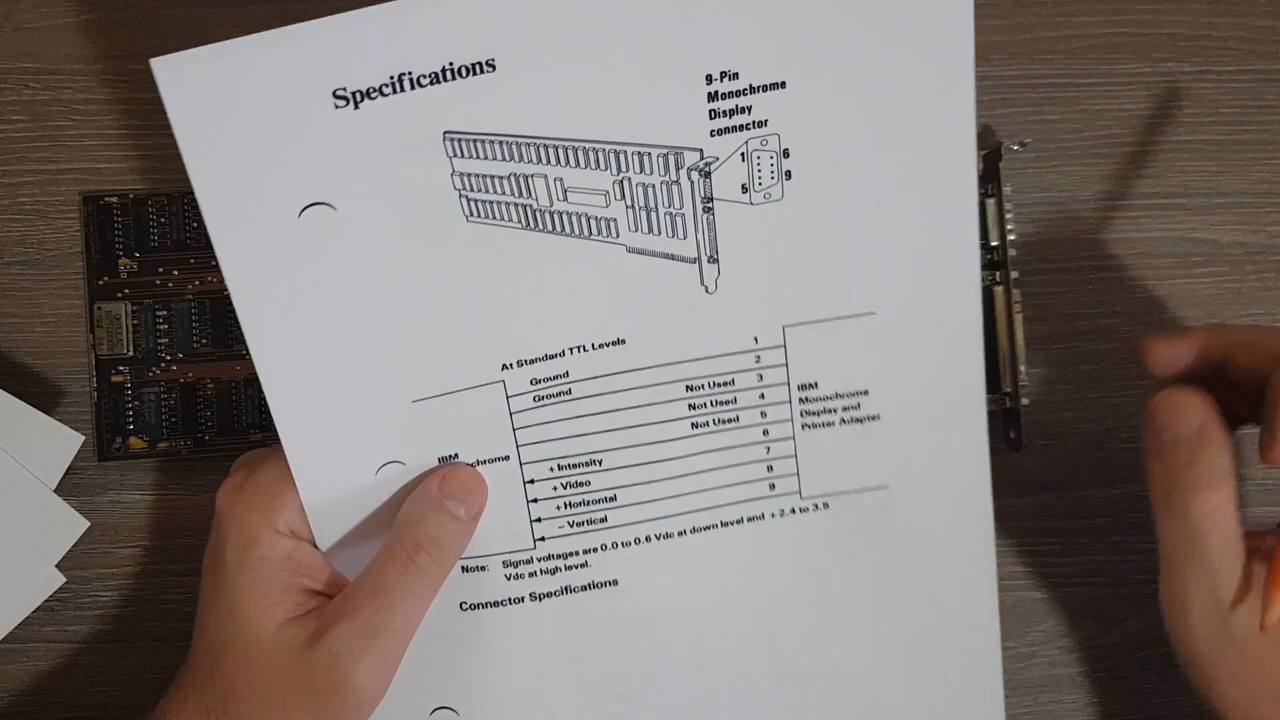 Specifications
9-Pin
Monochrome
Display
connector
1
6
5
9
At Standard TTL Levels
Ground 1
Ground 2
Not Used 3
Not Used 4
Not Used 5
+ Intensity 6
+ Video 7
+ Horizontal 8
– Vertical 9
IBM
chrome
IBM
Monochrome
Display and
Printer Adapter
Note: Signal voltages are 0.0 to 0.6 Vdc at down level and + 2.4 to 3.5
Vdc at high level.
Connector Specifications